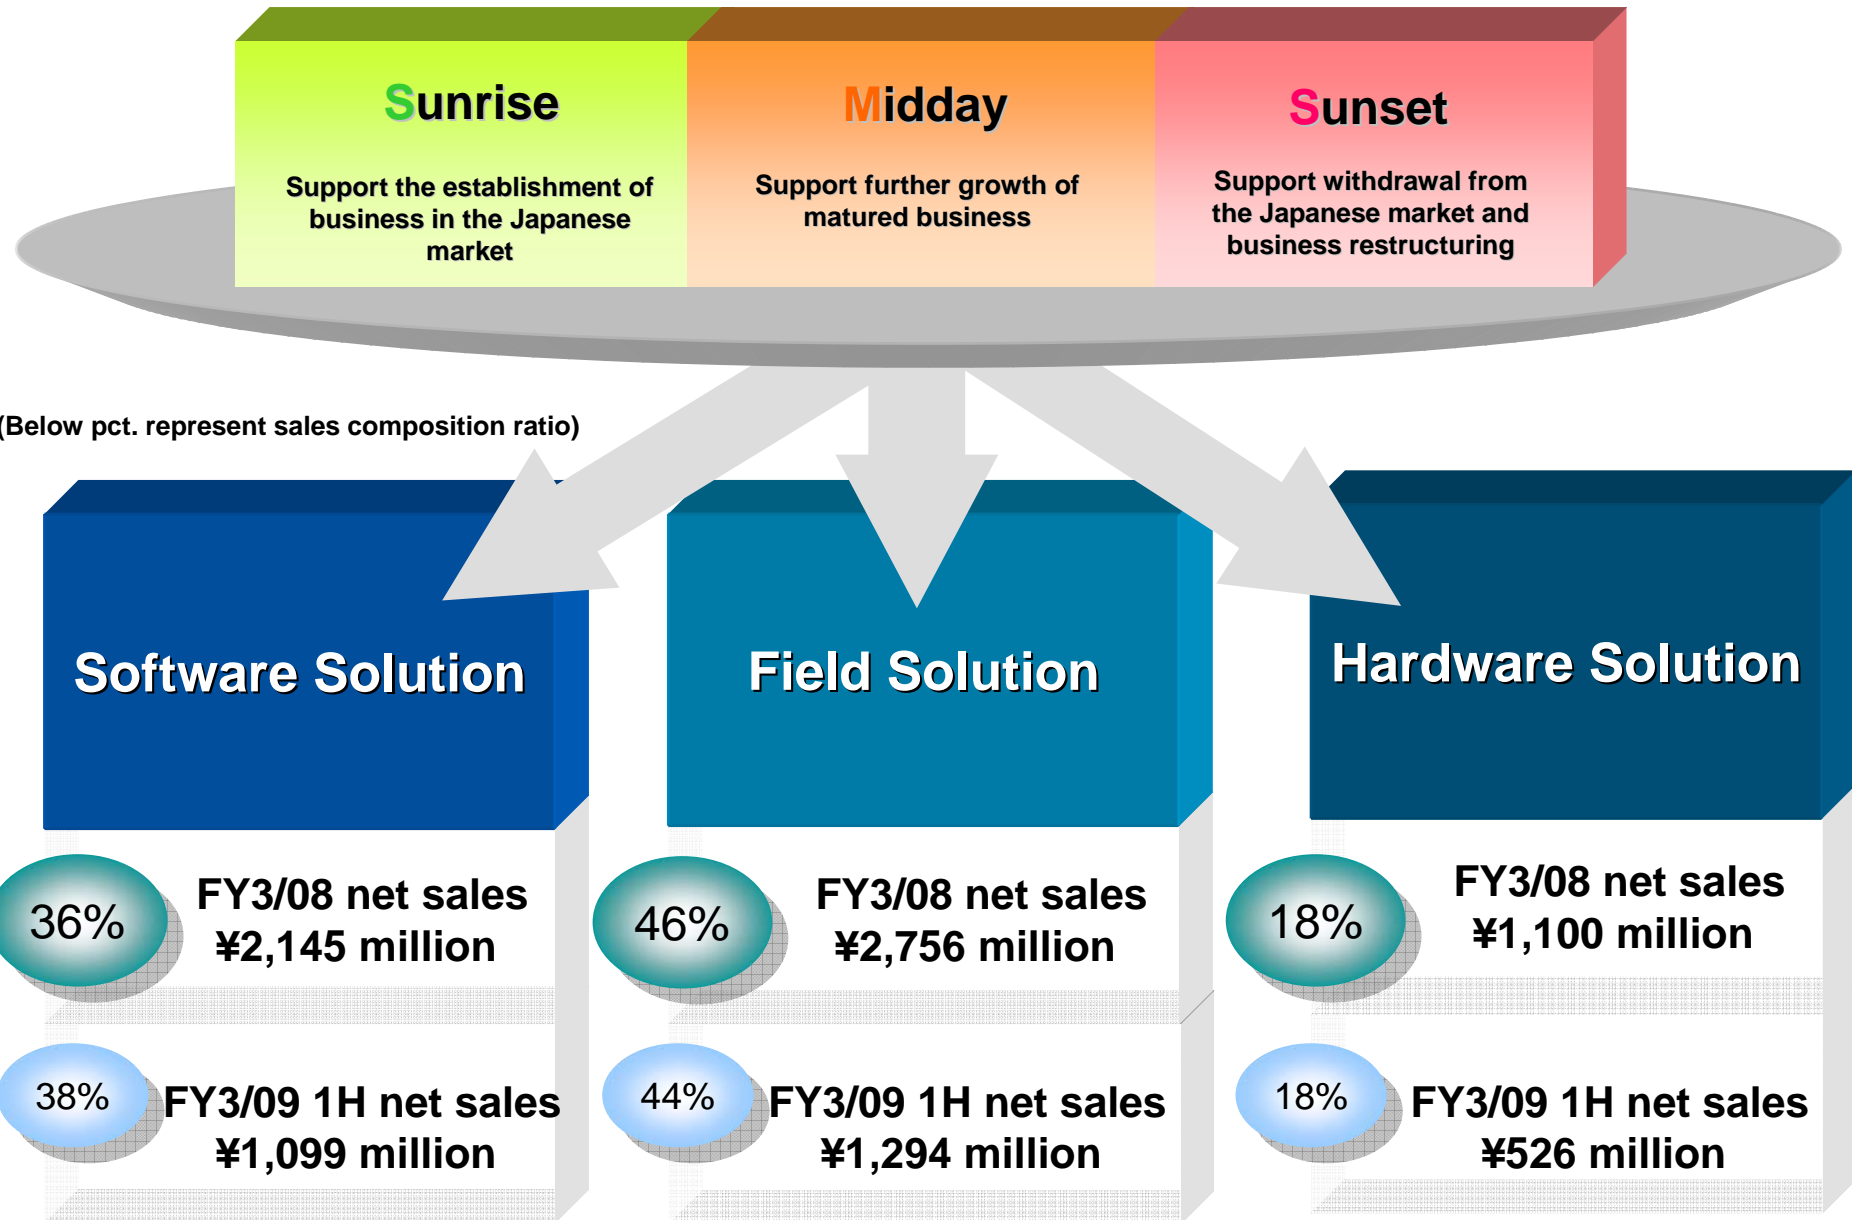 Sunrise
Support the establishment of
business in the Japanese
market
Midday
Support further growth of
matured business
Sunset
Support withdrawal from
the Japanese market and
business restructuring
(Below pct. represent sales composition ratio)
Software Solution
36%
FY3/08 net sales
¥2,145 million
38%
FY3/09 1H net sales
¥1,099 million
Field Solution
46%
FY3/08 net sales
¥2,756 million
44%
FY3/09 1H net sales
¥1,294 million
Hardware Solution
18%
FY3/08 net sales
¥1,100 million
18%
FY3/09 1H net sales
¥526 million